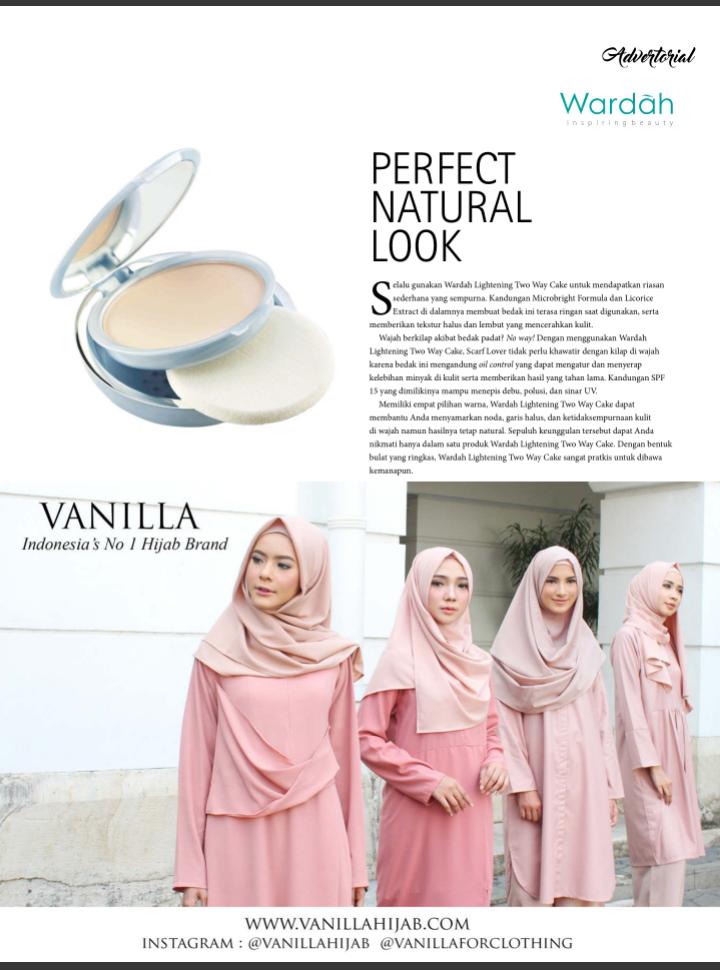 Advertorial
Wardah
inspiring beauty
PERFECT
NATURAL
LOOK
Selalu gunakan Wardah Lightening Two Way Cake untuk mendapatkan riasan
sederhana yang sempurna. Kandungan Microbright Formula dan Licorice
Extract di dalamnya membuat bedak ini terasa ringan saat digunakan, serta
memberikan tekstur halus dan lembut yang mencerahkan kulit.
Wajah berkilap akibat bedak padat? No way! Dengan menggunakan Wardah
Lightening Two Way Cake, Scarf Lover tidak perlu khawatir dengan kilap di wajah
karena bedak ini mengandung oil control yang dapat mengatur dan menyerap
kelebihan minyak di kulit serta memberikan hasil yang tahan lama. Kandungan SPF
15 yang dimilikinya mampu menepis debu, polusi, dan sinar UV.
Memiliki empat pilihan warna, Wardah Lightening Two Way Cake dapat
membantu Anda menyamarkan noda, garis halus, dan ketidaksempurnaan kulit
di wajah namun hasilnya tetap natural. Sepuluh keunggulan tersebut dapat Anda
nikmati hanya dalam satu produk Wardah Lightening Two Way Cake. Dengan bentuk
bulat yang ringkas, Wardah Lightening Two Way Cake sangat pratkis untuk dibawa
kemanapun.
VANILLA
Indonesia's No 1 Hijab Brand
WWW.VANILLAHIJAB.COM
INSTAGRAM : @VANILLAHIJAB @VANILLAFORCLOTHING